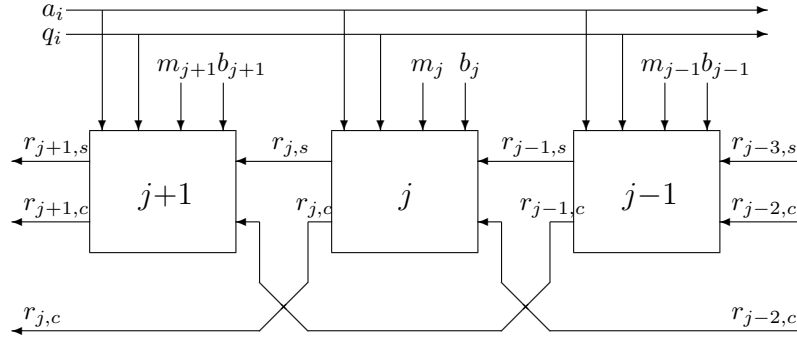 a_i
q_i
m_{j+1} b_{j+1} m_j b_j m_{j-1} b_{j-1}
r_{j+1,s} r_{j,s} r_{j-1,s} r_{j-3,s}
j+1 j j-1
r_{j+1,c} r_{j,c} r_{j-1,c} r_{j-2,c}
r_{j,c} r_{j-2,c}